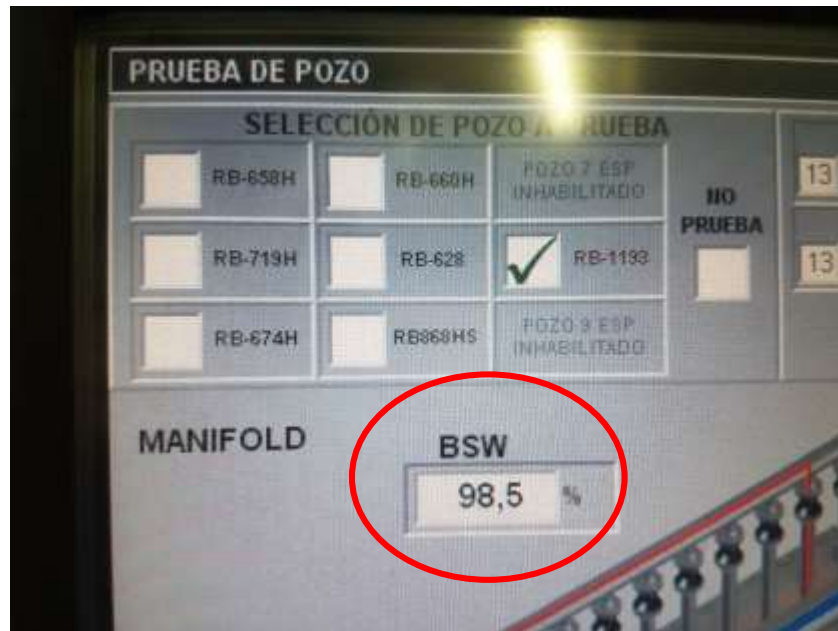 PRUEBA DE POZO
SELECCIÓN DE POZO A PRUEBA
RB-658H
RB-660H
POZO 7 ESP
INHABILITADO
NO
PRUEBA
13
RB-719H
RB-628
RB-1193
13
RB-674H
RB868HS
POZO 9 ESP
INHABILITADO
MANIFOLD
BSW
98,5 %